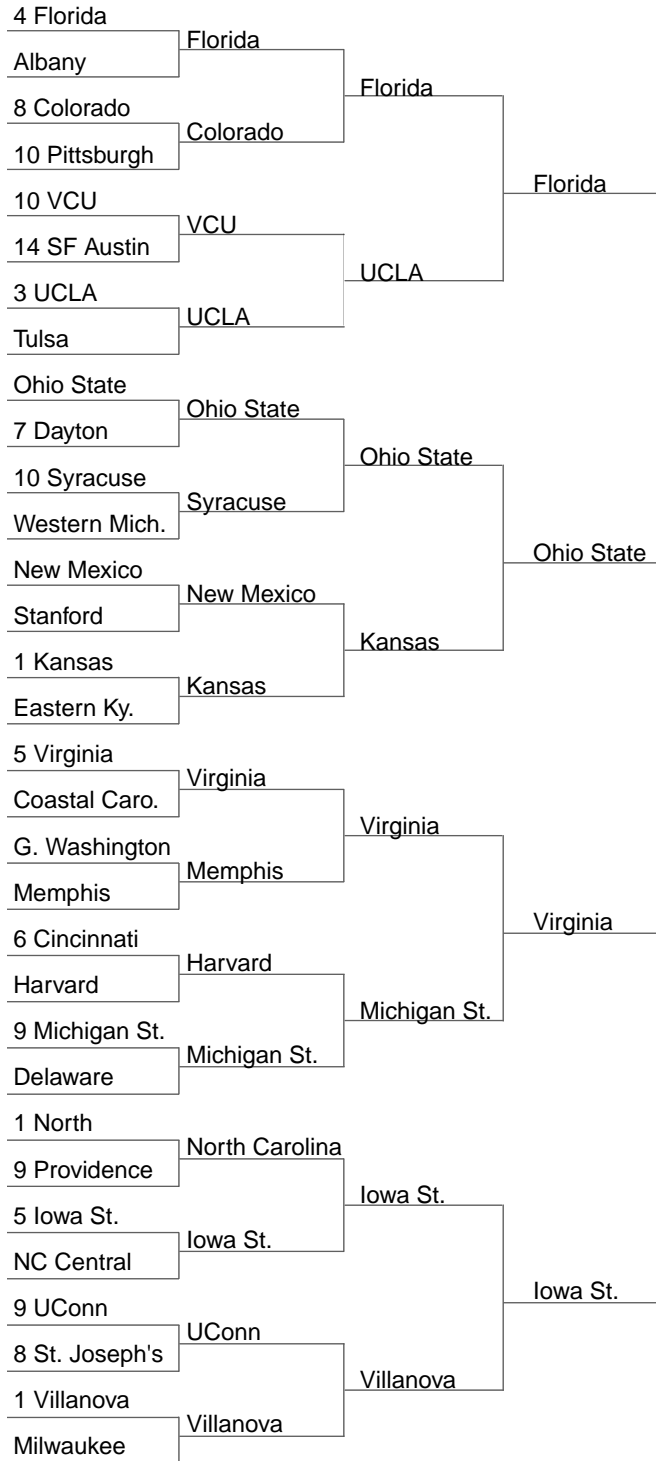 4 Florida
Albany
8 Colorado
10 Pittsburgh
10 VCU
14 SF Austin
3 UCLA
Tulsa
Ohio State
7 Dayton
10 Syracuse
Western Mich.
New Mexico
Stanford
1 Kansas
Eastern Ky.
5 Virginia
Coastal Caro.
G. Washington
Memphis
6 Cincinnati
Harvard
9 Michigan St.
Delaware
1 North
9 Providence
5 Iowa St.
NC Central
9 UConn
8 St. Joseph's
1 Villanova
Milwaukee
Florida
Colorado
VCU
UCLA
Ohio State
Syracuse
New Mexico
Kansas
Virginia
Memphis
Harvard
Michigan St.
North Carolina
Iowa St.
UConn
Villanova
Florida
UCLA
Ohio State
Kansas
Virginia
Michigan St.
Iowa St.
Villanova
Florida
Ohio State
Virginia
Iowa St.